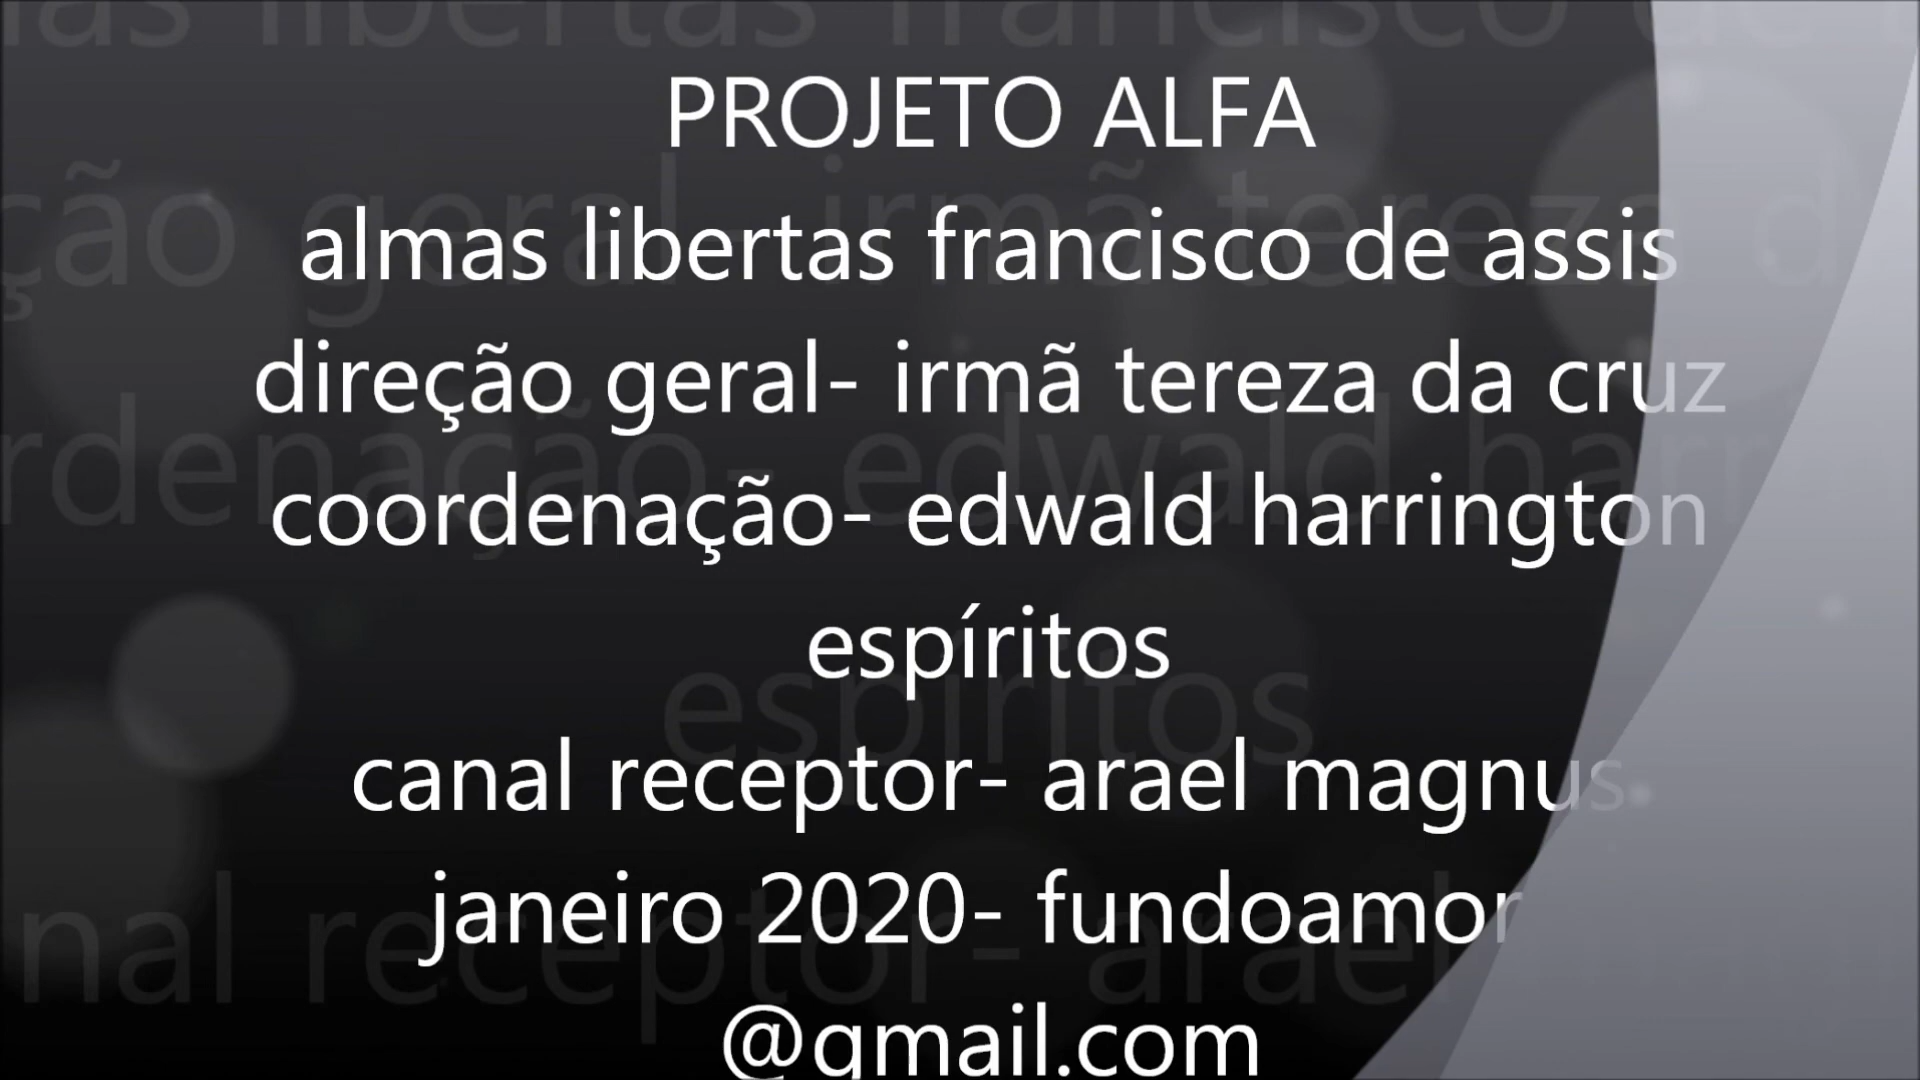 PROJETO ALFA
almas libertas francisco de assis
direção geral- irmã tereza da cruz
coordenação- edwald harrington
espíritos
canal receptor- arael magnus
janeiro 2020- fundoamor
@gmail.com